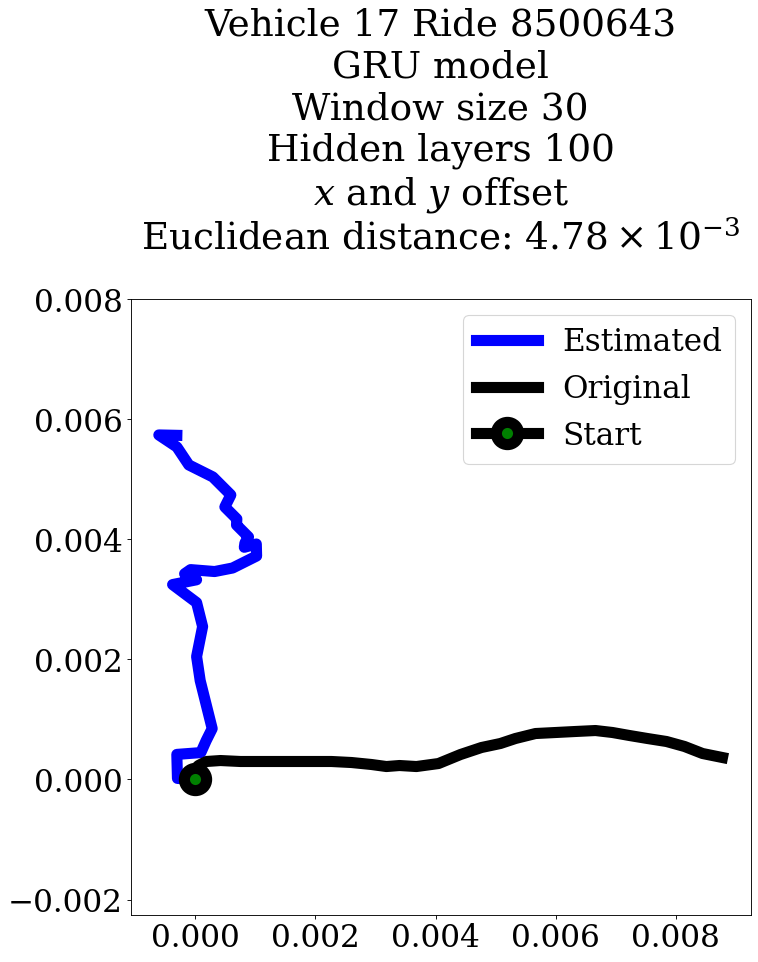 Vehicle 17 Ride 8500643
GRU model
Window size 30
Hidden layers 100
x and y offset
Euclidean distance: 4.78 × 10⁻³
0.008
0.006
0.004
0.002
0.000
−0.002
Estimated
Original
Start
0.000 0.002 0.004 0.006 0.008